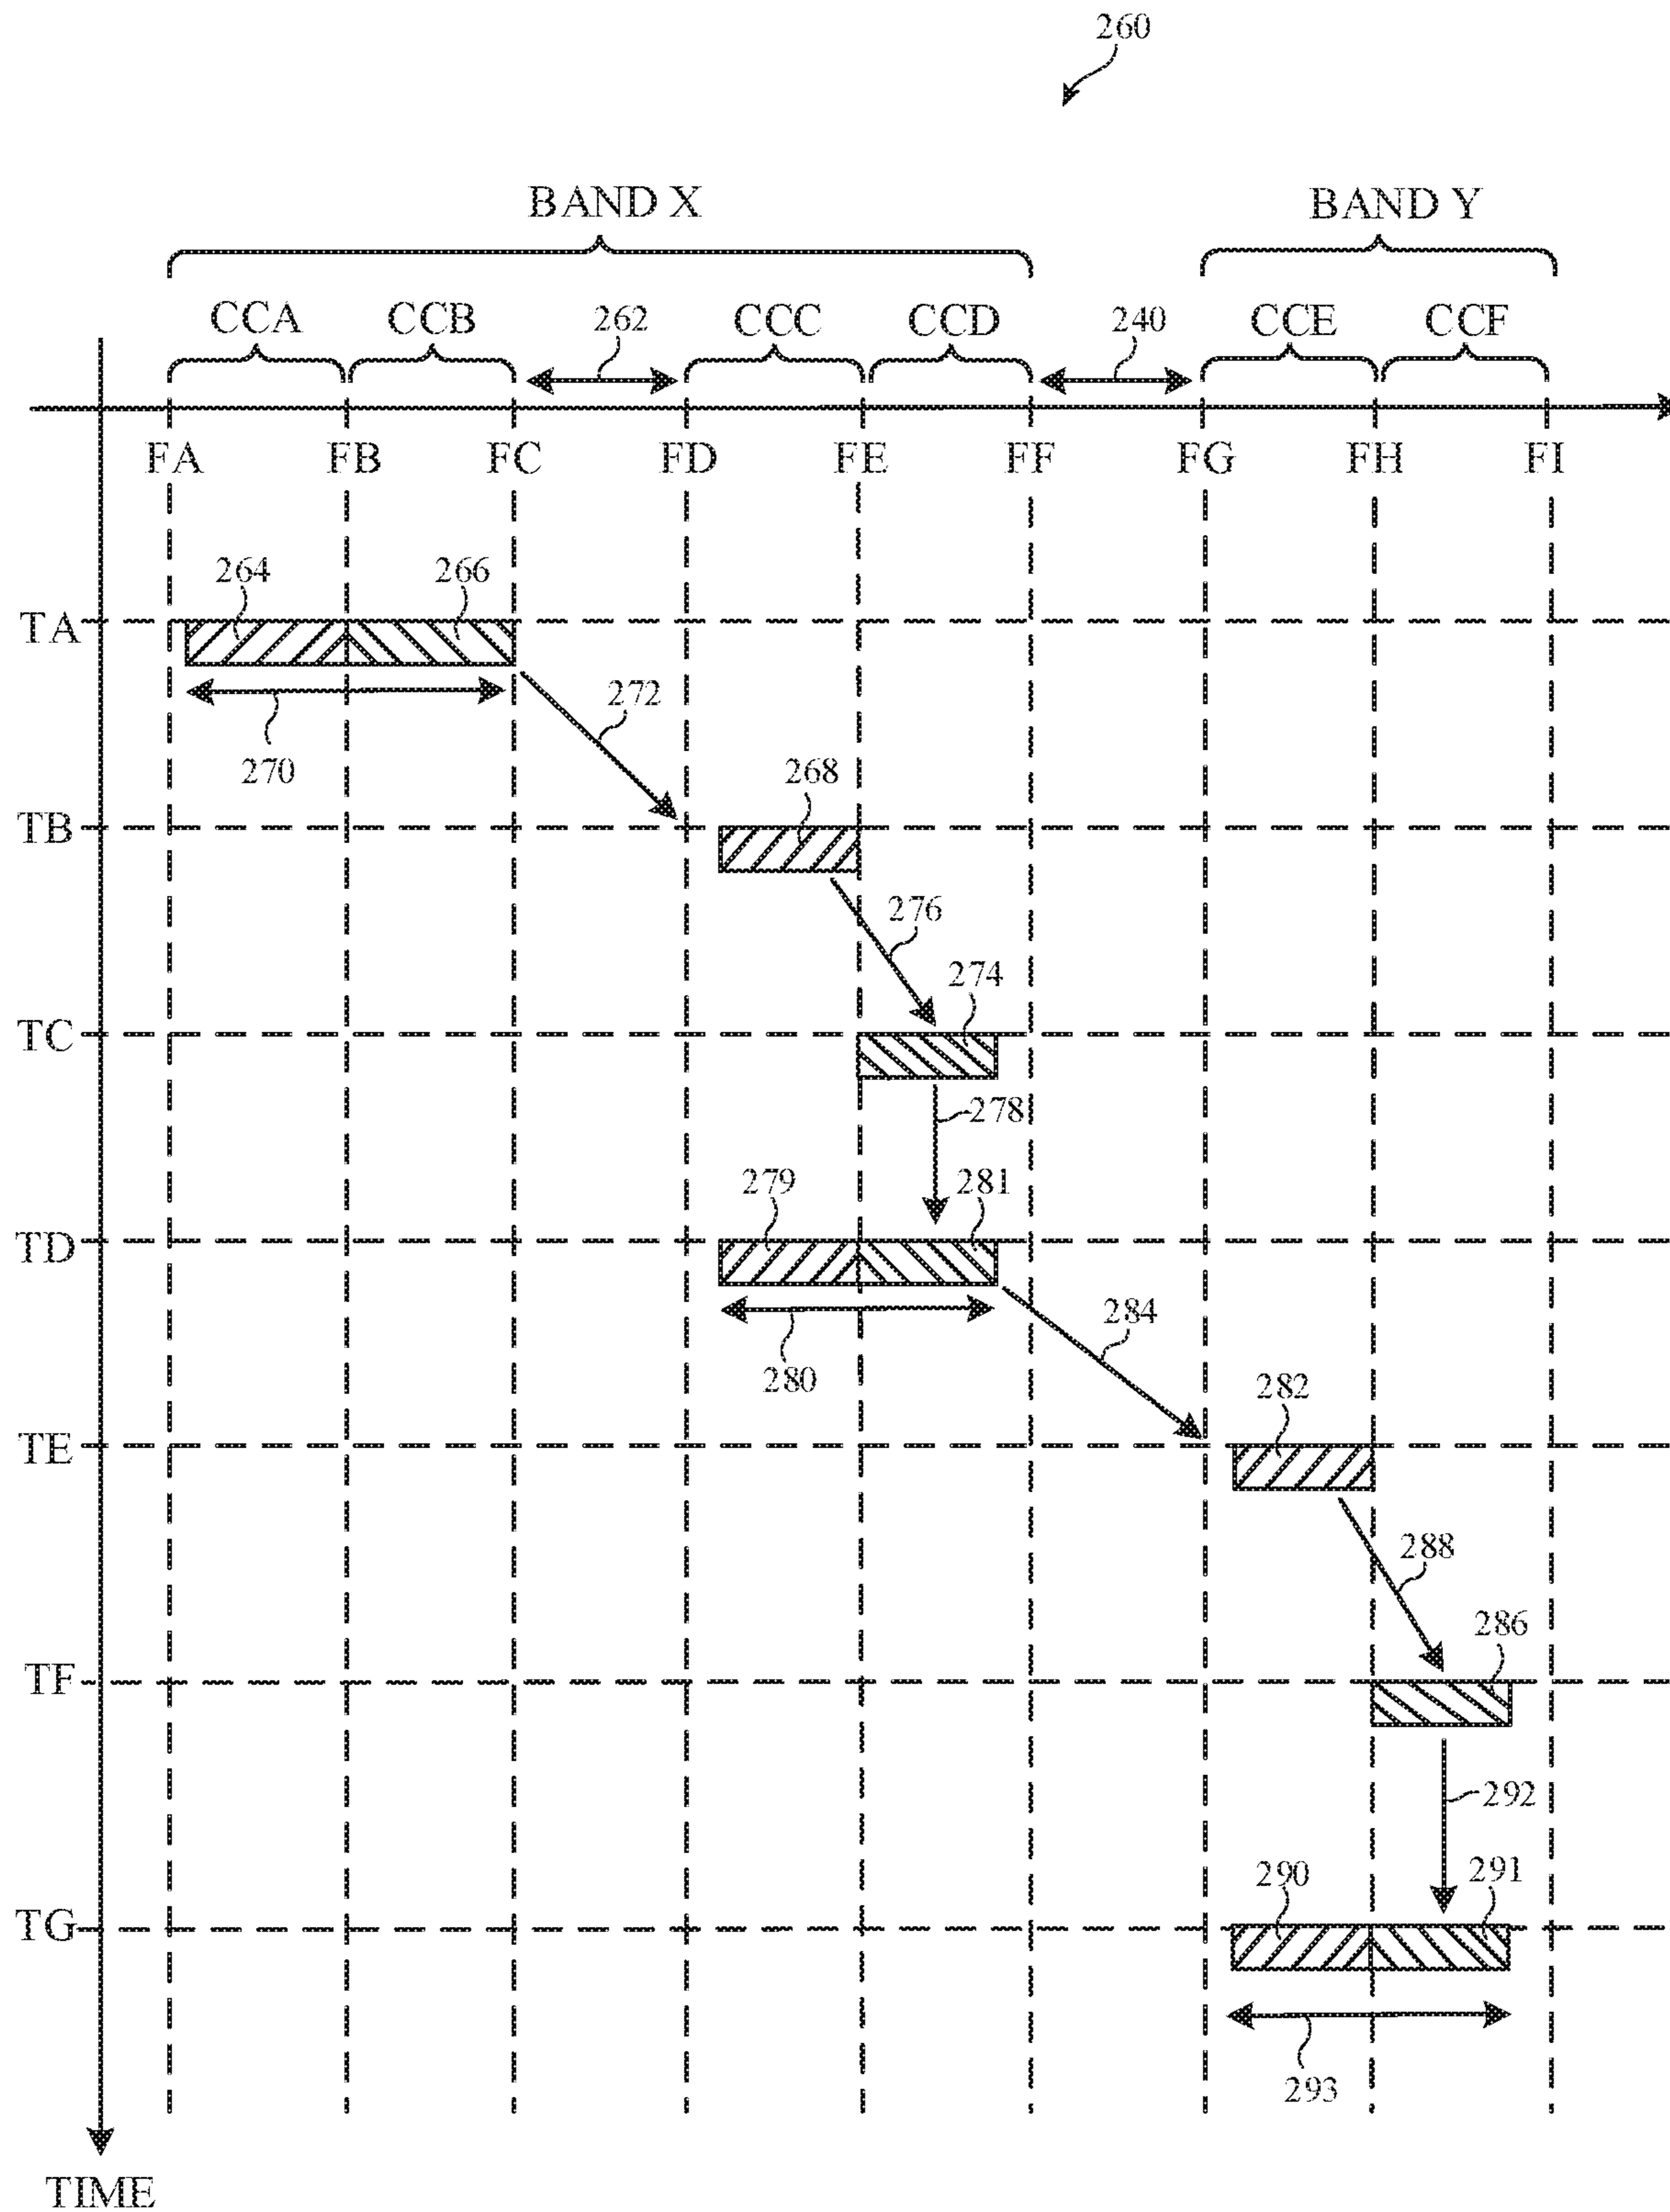 260
BAND X BAND Y
CCA CCB 262 CCC CCD 240 CCE CCF
FA FB FC FD FE FF FG FH FI
264 266
TA
272
270 268
TB
276
274
TC
278
279 281
TD
284
280 282
TE
288
286
TF
292
290 291
TG
293
TIME